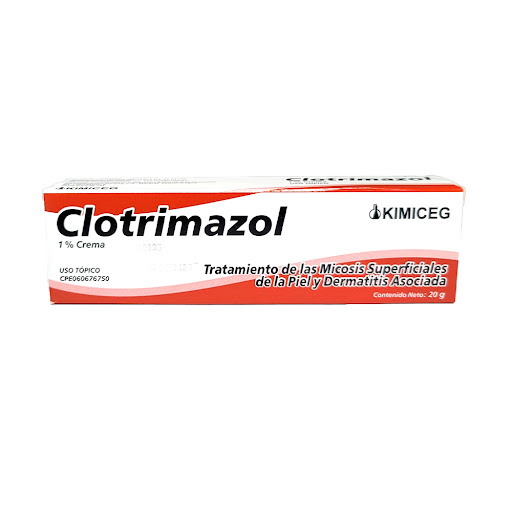 Clotrimazol
KIMICEG
Clotrimazol
1% Crema
KIMICEG
USO TÓPICO
CPE060676750
Tratamiento de las Micosis Superficiales
de la Piel y Dermatitis Asociada
Contenido Neto: 20 g